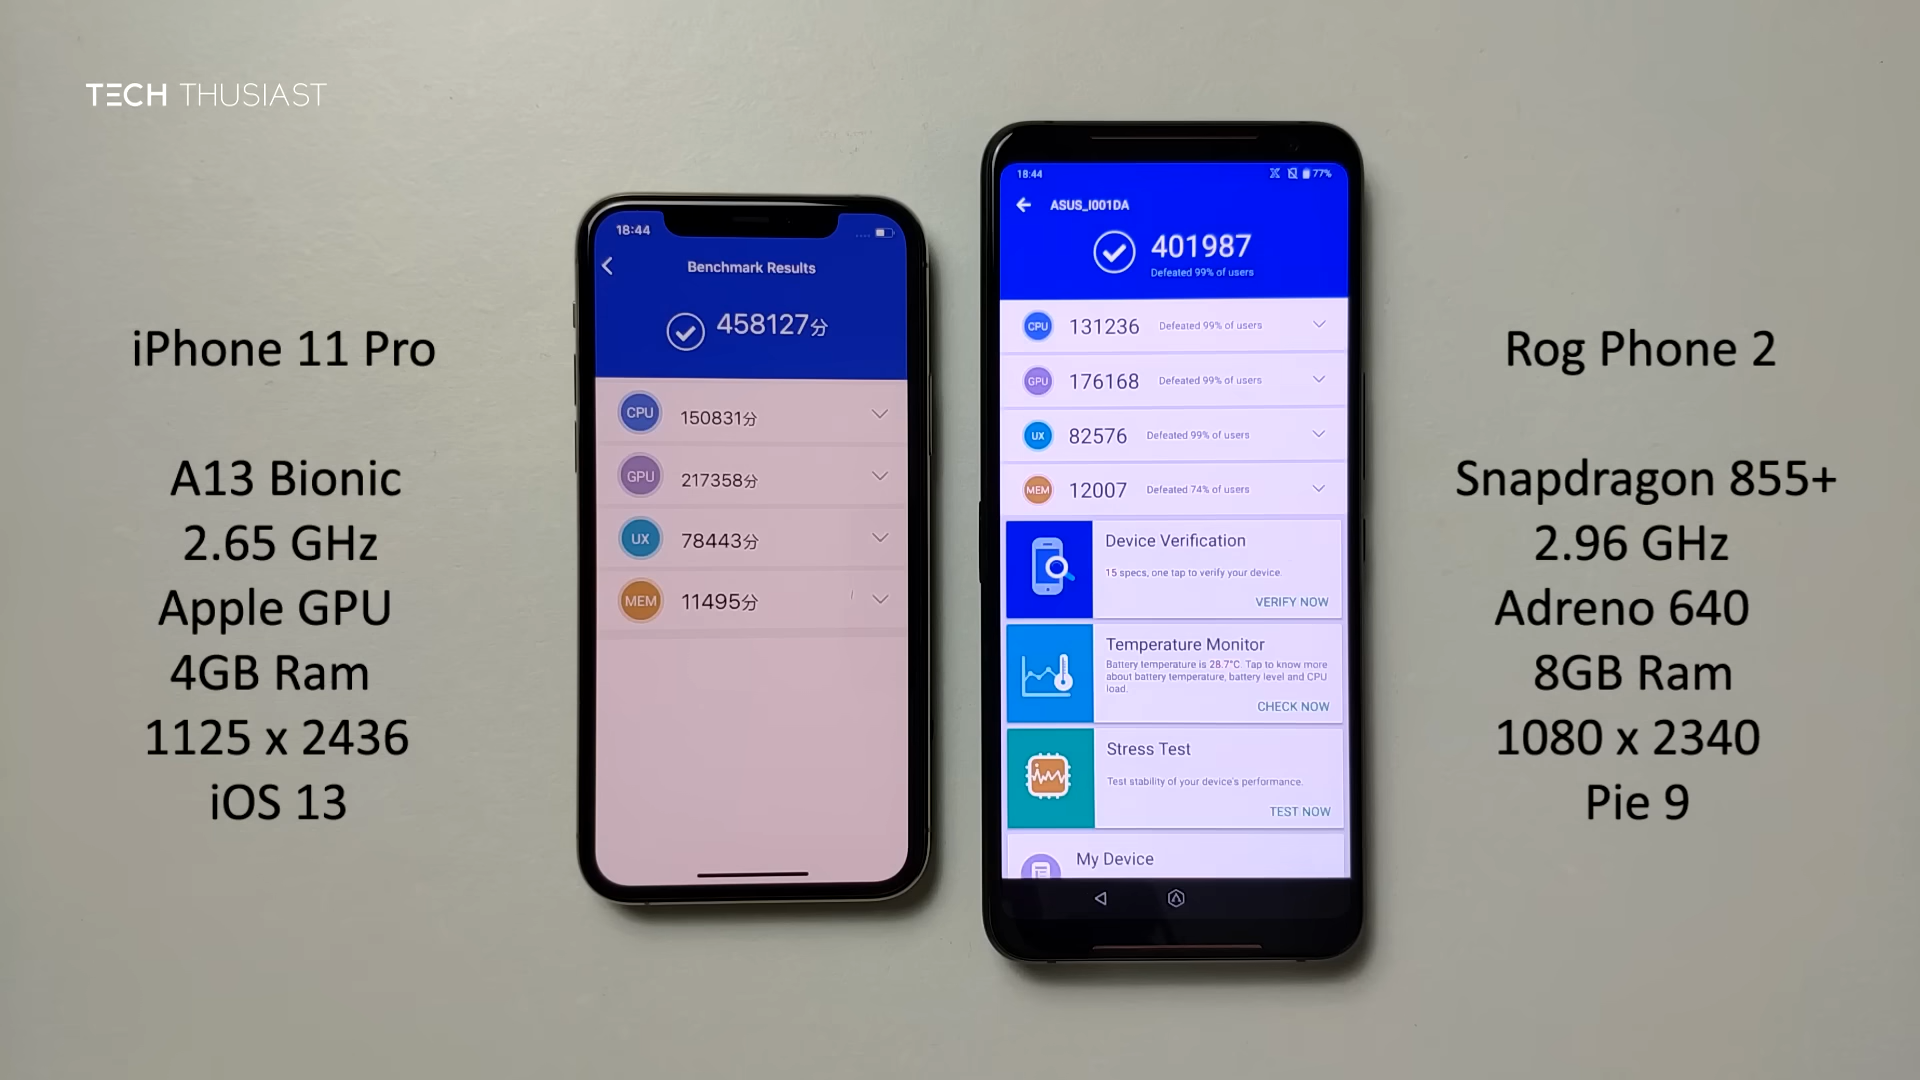 TECH THUSIAST
iPhone 11 Pro
A13 Bionic
2.65 GHz
Apple GPU
4GB Ram
1125 x 2436
iOS 13
18:44
Benchmark Results
458127分
CPU 150831分
GPU 217358分
UX 78443分
MEM 11495分
18:44 77%
ASUS_I001DA
401987
Defeated 99% of users
CPU 131236 Defeated 99% of users
GPU 176168 Defeated 99% of users
UX 82576 Defeated 99% of users
MEM 12007 Defeated 74% of users
Device Verification
15 specs, one tap to verify your device.
VERIFY NOW
Temperature Monitor
Battery temperature is 28.7°C. Tap to know more
about battery temperature, battery level and CPU
load.
CHECK NOW
Stress Test
Test stability of your device's performance.
TEST NOW
My Device
Rog Phone 2
Snapdragon 855+
2.96 GHz
Adreno 640
8GB Ram
1080 x 2340
Pie 9